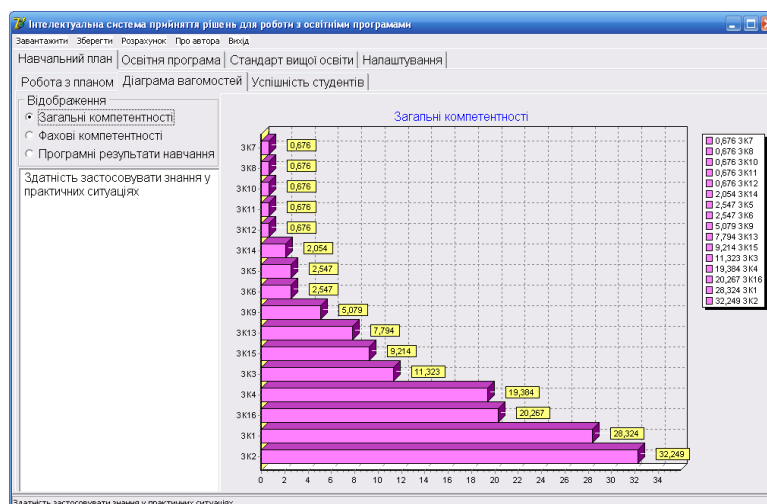 Інтелектуальна система прийняття рішень для роботи з освітніми програмами
Завантажити Зберегти Розрахунок Про автора Вихід
Навчальний план Освітня програма Стандарт вищої освіти Налаштування
Робота з планом Діаграма вагомостей Успішність студентів
Відображення
Загальні компетентності
Фахові компетентності
Програмні результати навчання
Здатність застосовувати знання у
практичних ситуаціях
Загальні компетентності
ЗК7 0,676
ЗК8 0,676
ЗК10 0,676
ЗК11 0,676
ЗК12 0,676
ЗК14 2,054
ЗК5 2,547
ЗК6 2,547
ЗК9 5,079
ЗК13 7,794
ЗК15 9,214
ЗК3 11,323
ЗК4 19,384
ЗК16 20,267
ЗК1 28,324
ЗК2 32,249
0 2 4 6 8 10 12 14 16 18 20 22 24 26 28 30 32 34
0,676 ЗК7
0,676 ЗК8
0,676 ЗК10
0,676 ЗК11
0,676 ЗК12
2,054 ЗК14
2,547 ЗК5
2,547 ЗК6
5,079 ЗК9
7,794 ЗК13
9,214 ЗК15
11,323 ЗК3
19,384 ЗК4
20,267 ЗК16
28,324 ЗК1
32,249 ЗК2
Здатність застосовувати знання у практичних ситуаціях